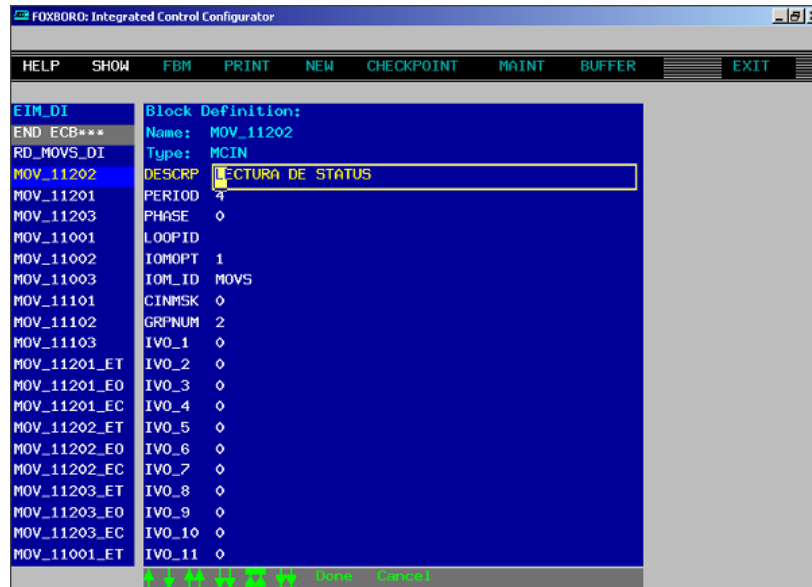 FOXBORO: Integrated Control Configurator
HELP SHOW FBM PRINT NEW CHECKPOINT MAINT BUFFER EXIT
EIM_DI
END ECB***
RD_MOVS_DI
MOV_11202
MOV_11201
MOV_11203
MOV_11001
MOV_11002
MOV_11003
MOV_11101
MOV_11102
MOV_11103
MOV_11201_ET
MOV_11201_EO
MOV_11201_EC
MOV_11202_ET
MOV_11202_EO
MOV_11202_EC
MOV_11203_ET
MOV_11203_EO
MOV_11203_EC
MOV_11001_ET
Block Definition:
Name: MOV_11202
Type: MCIN
DESCRP LECTURA DE STATUS
PERIOD 4
PHASE 0
LOOPID
IOMOPT 1
IOM_ID MOVS
CINMSK 0
GRPNUM 2
IVO_1 0
IVO_2 0
IVO_3 0
IVO_4 0
IVO_5 0
IVO_6 0
IVO_7 0
IVO_8 0
IVO_9 0
IVO_10 0
IVO_11 0
Done Cancel